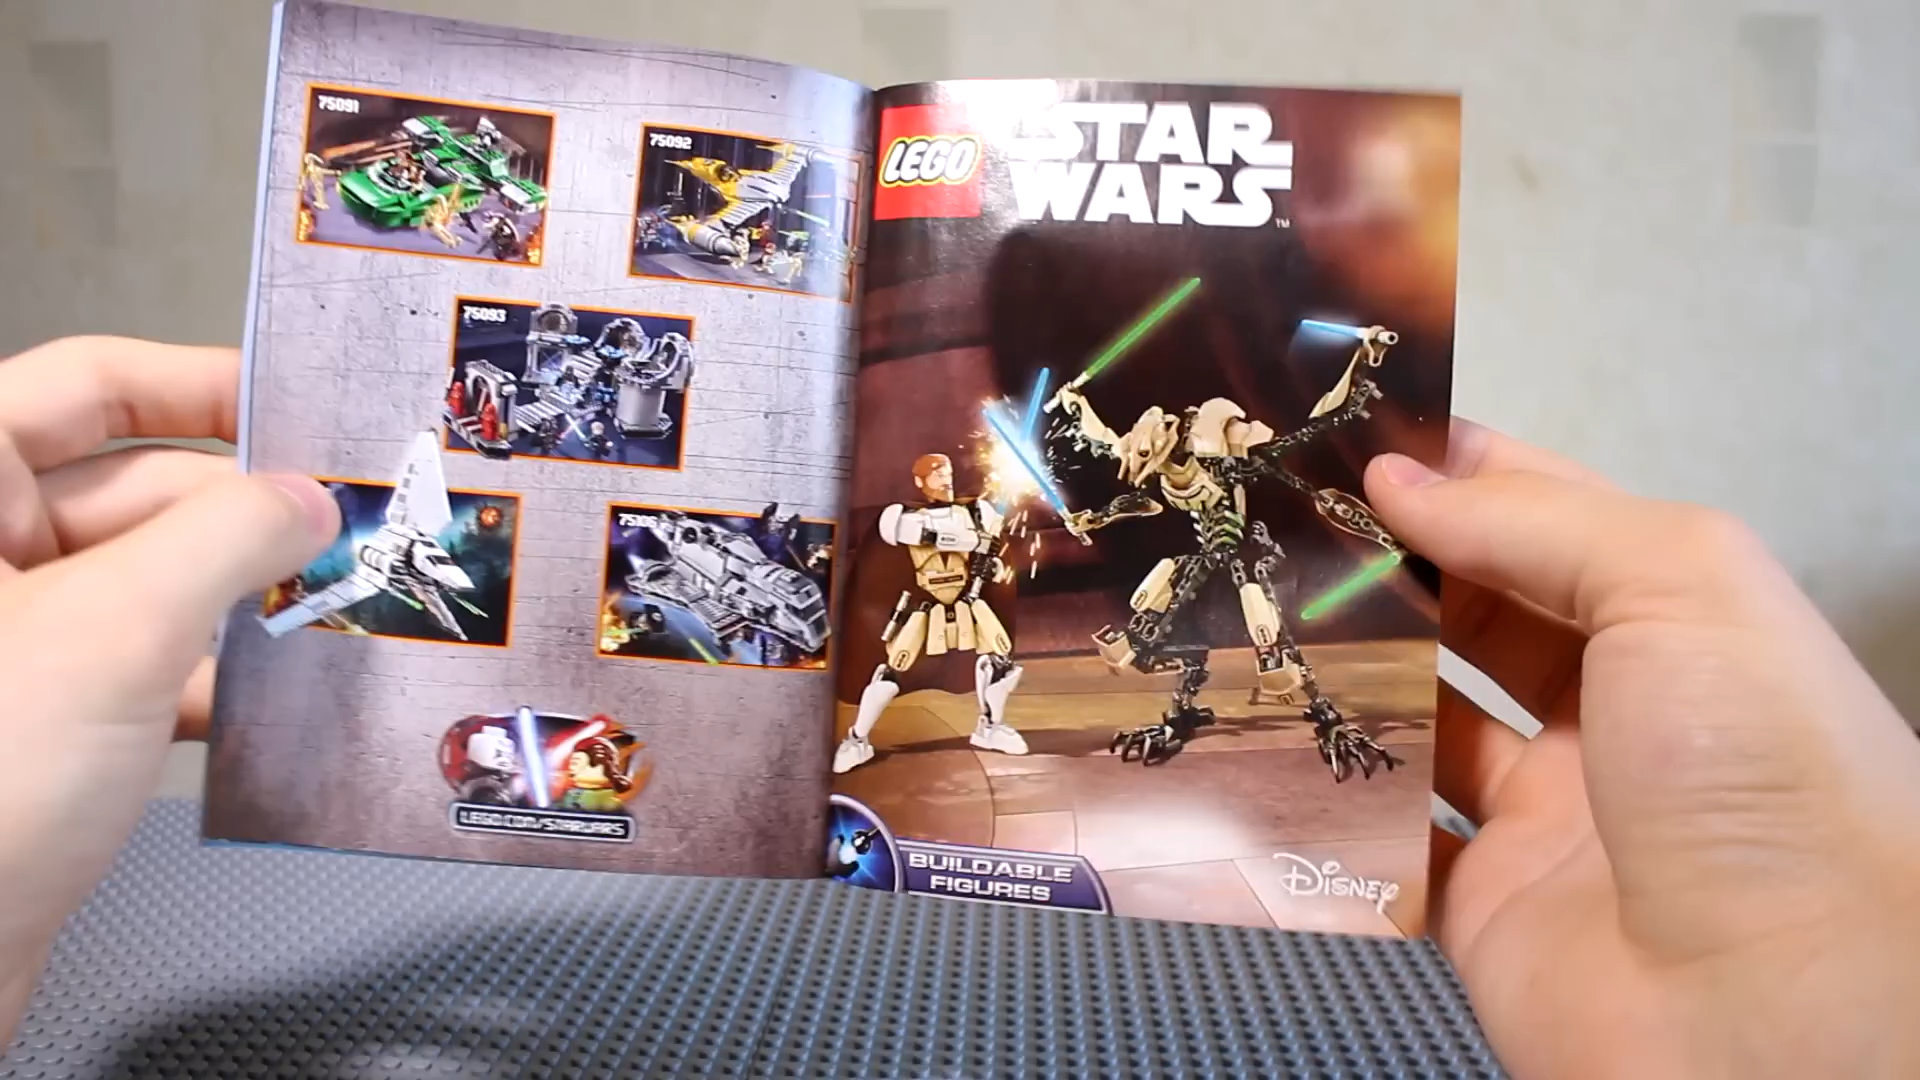 75091
75092
75093
75106
LEGO.COM/STARWARS
LEGO
STAR
WARS
TM
BUILDABLE
FIGURES
Disney